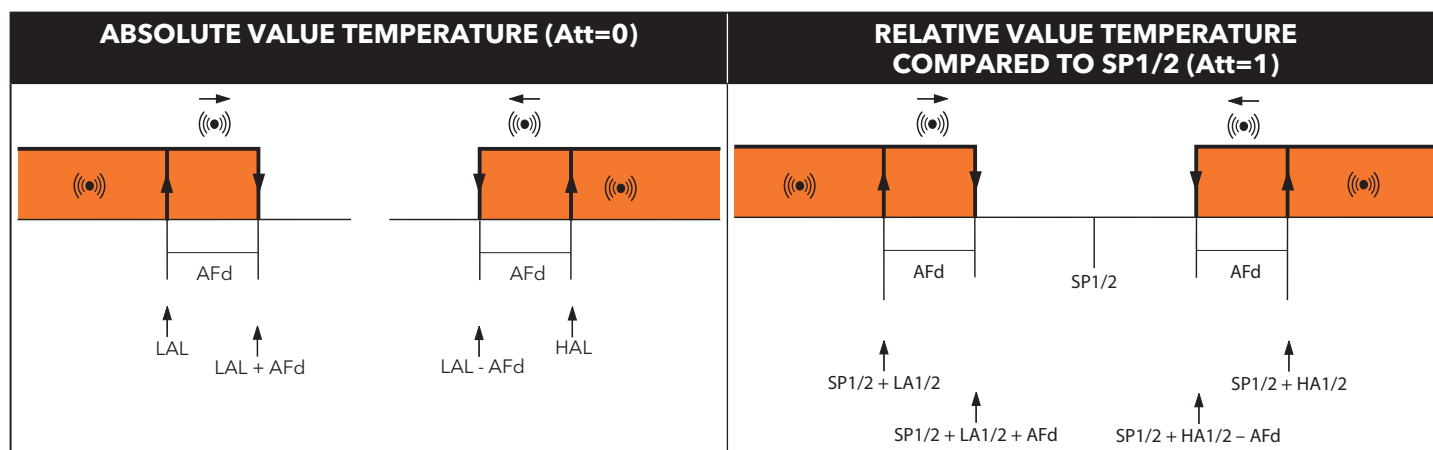 ABSOLUTE VALUE TEMPERATURE (Att=0)
RELATIVE VALUE TEMPERATURE
COMPARED TO SP1/2 (Att=1)
AFd
AFd
LAL
LAL + AFd
LAL - AFd
HAL
AFd
SP1/2
AFd
SP1/2 + LA1/2
SP1/2 + HA1/2
SP1/2 + LA1/2 + AFd
SP1/2 + HA1/2 – AFd